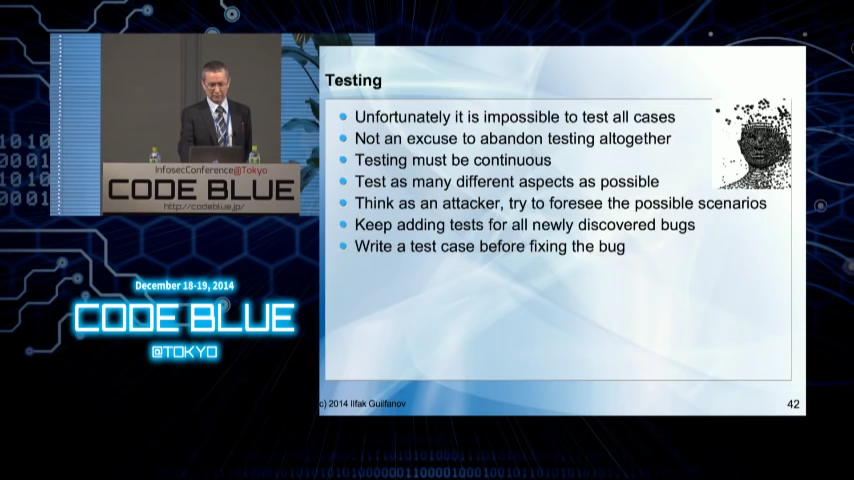 InfosecConference@Tokyo
CODE BLUE
http://codeblue.jp/
December 18-19, 2014
CODE BLUE
@TOKYO
Testing
Unfortunately it is impossible to test all cases
Not an excuse to abandon testing altogether
Testing must be continuous
Test as many different aspects as possible
Think as an attacker, try to foresee the possible scenarios
Keep adding tests for all newly discovered bugs
Write a test case before fixing the bug
c) 2014 Ilfak Guilfanov
42